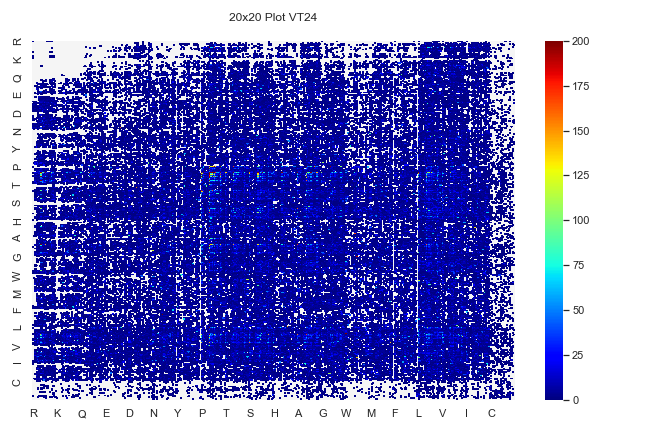 20x20 Plot VT24
R
K
Q
E
D
N
Y
P
T
S
H
A
G
W
M
F
L
V
I
C
R K Q E D N Y P T S H A G W M F L V I C
200
175
150
125
100
75
50
25
0